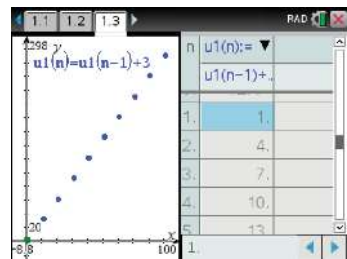 1.1 1.2 1.3
RAD
298 y
u1(n)=u1(n-1)+3
20
x
-8.8
100
n u1(n):= ▼
u1(n-1)+..
1. 1.
2. 4.
3. 7.
4. 10.
5. 13.
1.